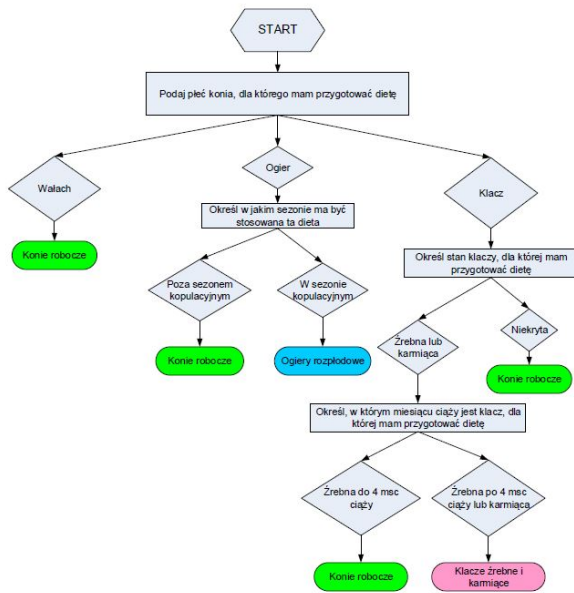 START
Podaj płeć konia, dla którego mam przygotować dietę
Wałach
Ogier
Klacz
Konie robocze
Określ w jakim sezonie ma być
stosowana ta dieta
Określ stan klaczy, dla której mam
przygotować dietę
Poza sezonem
kopulacyjnym
W sezonie
kopulacyjnym
Źrebna lub
karmiąca
Niekryta
Konie robocze
Ogiery rozpłodowe
Konie robocze
Określ, w którym miesiącu ciąży jest klacz, dla
której mam przygotować dietę
Źrebna do 4 msc
ciąży
Źrebna po 4 msc
ciąży lub karmiąca
Konie robocze
Klacze źrebne i
karmiące